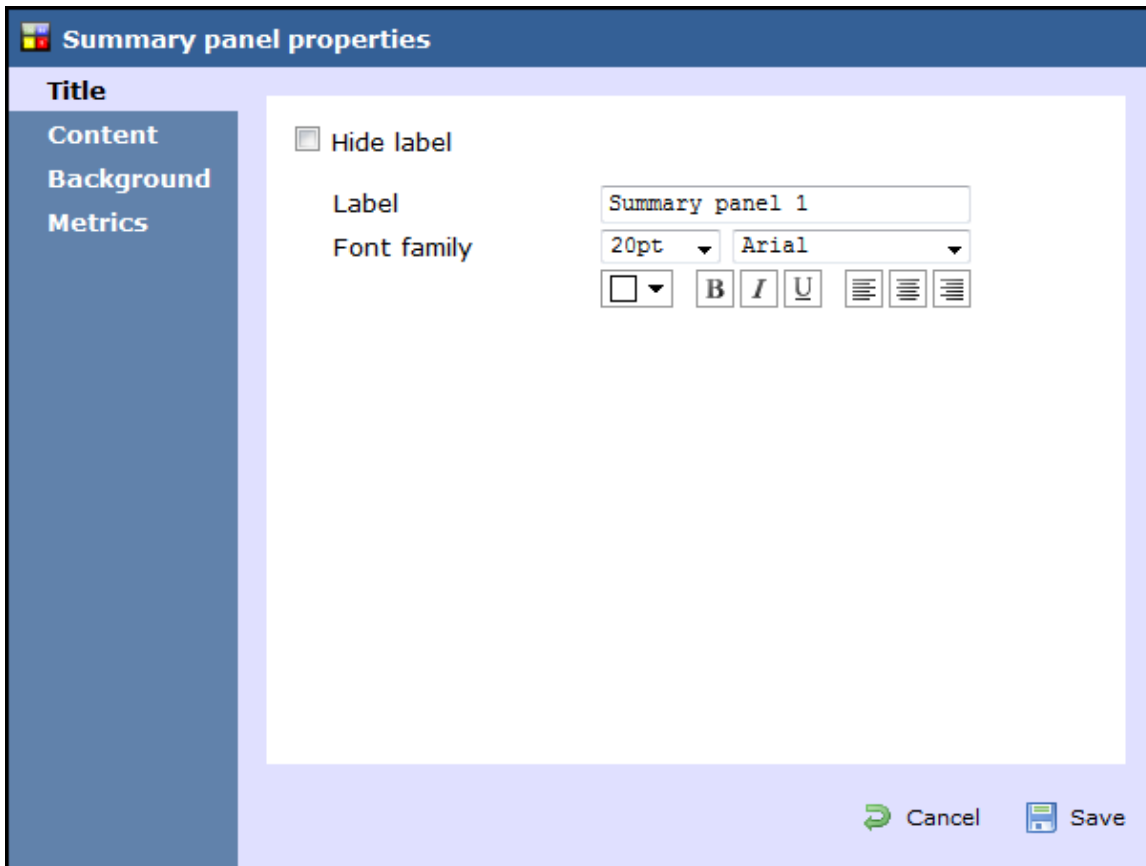 Summary panel properties
Title
Content
Background
Metrics
Hide label
Label
Summary panel 1
Font family
20pt
Arial
B I U
Cancel
Save